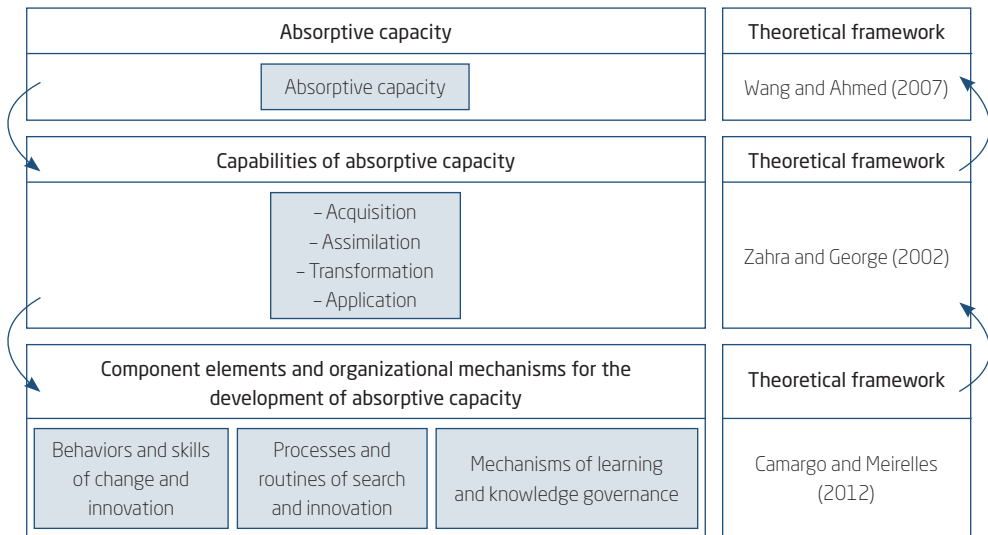 Absorptive capacity
Theoretical framework
Absorptive capacity
Wang and Ahmed (2007)
Capabilities of absorptive capacity
Theoretical framework
– Acquisition
– Assimilation
– Transformation
– Application
Zahra and George (2002)
Component elements and organizational mechanisms for the
development of absorptive capacity
Theoretical framework
Behaviors and skills
of change and
innovation
Processes and
routines of search
and innovation
Mechanisms of learning
and knowledge governance
Camargo and Meirelles
(2012)